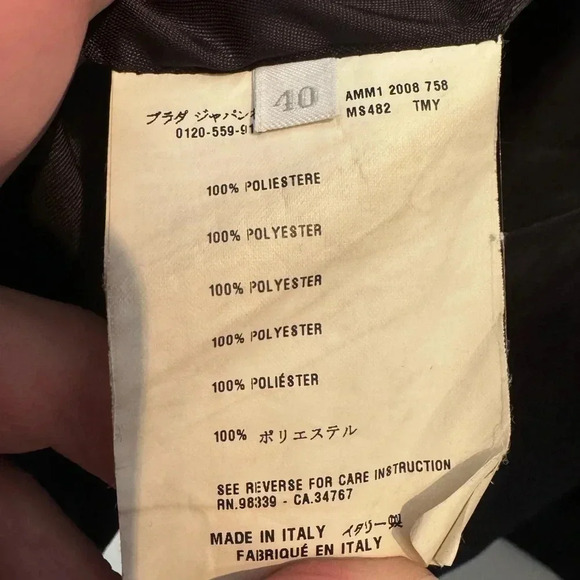 40
AMM1 2008 758
プラダ ジャパン
MS482 TMY
0120-559-91
100% POLIESTERE
100% POLYESTER
100% POLYESTER
100% POLYESTER
100% POLIÉSTER
100% ポリエステル
SEE REVERSE FOR CARE INSTRUCTION
RN.98339 - CA.34767
MADE IN ITALY イタリー製
FABRIQUÉ EN ITALY